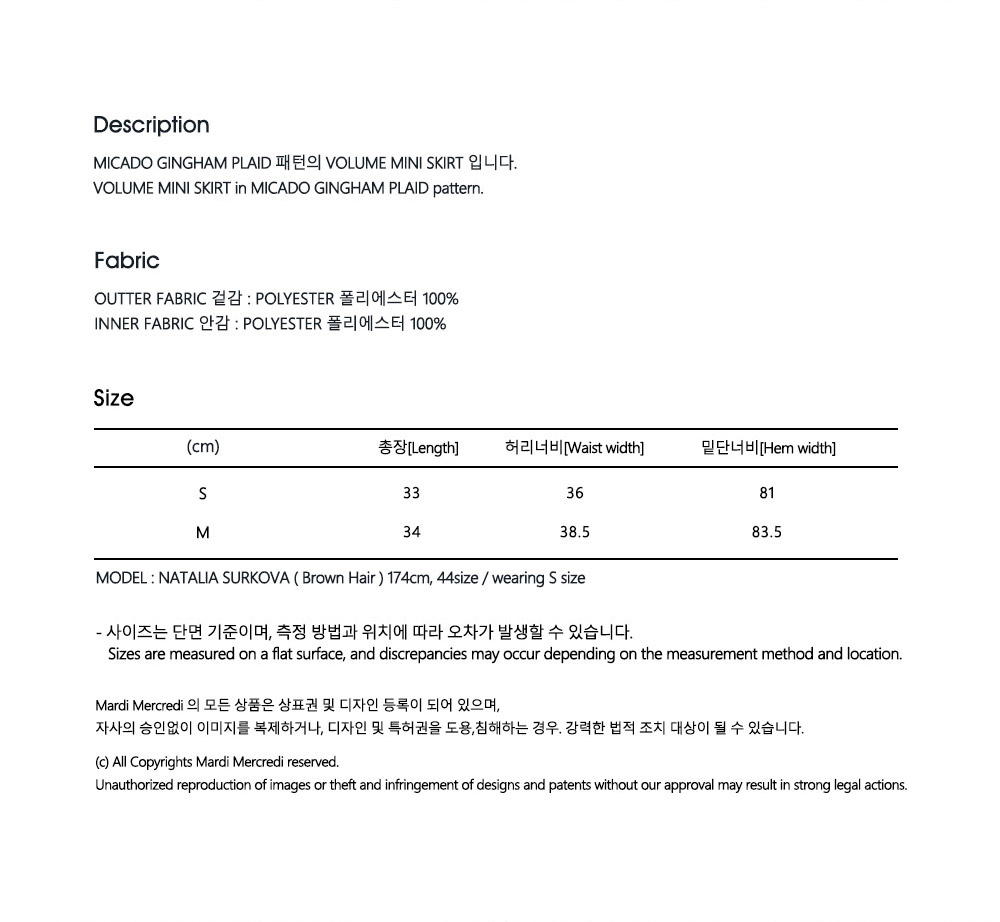 Description
MICADO GINGHAM PLAID 패턴의 VOLUME MINI SKIRT 입니다.
VOLUME MINI SKIRT in MICADO GINGHAM PLAID pattern.
Fabric
OUTTER FABRIC 겉감 : POLYESTER 폴리에스터 100%
INNER FABRIC 안감 : POLYESTER 폴리에스터 100%
Size
(cm) 총장[Length] 허리너비[Waist width] 밑단너비[Hem width]
S 33 36 81
M 34 38.5 83.5
MODEL : NATALIA SURKOVA ( Brown Hair ) 174cm, 44size / wearing S size
- 사이즈는 단면 기준이며, 측정 방법과 위치에 따라 오차가 발생할 수 있습니다.
Sizes are measured on a flat surface, and discrepancies may occur depending on the measurement method and location.
Mardi Mercredi 의 모든 상품은 상표권 및 디자인 등록이 되어 있으며,
자사의 승인없이 이미지를 복제하거나, 디자인 및 특허권을 도용,침해하는 경우. 강력한 법적 조치 대상이 될 수 있습니다.
(c) All Copyrights Mardi Mercredi reserved.
Unauthorized reproduction of images or theft and infringement of designs and patents without our approval may result in strong legal actions.